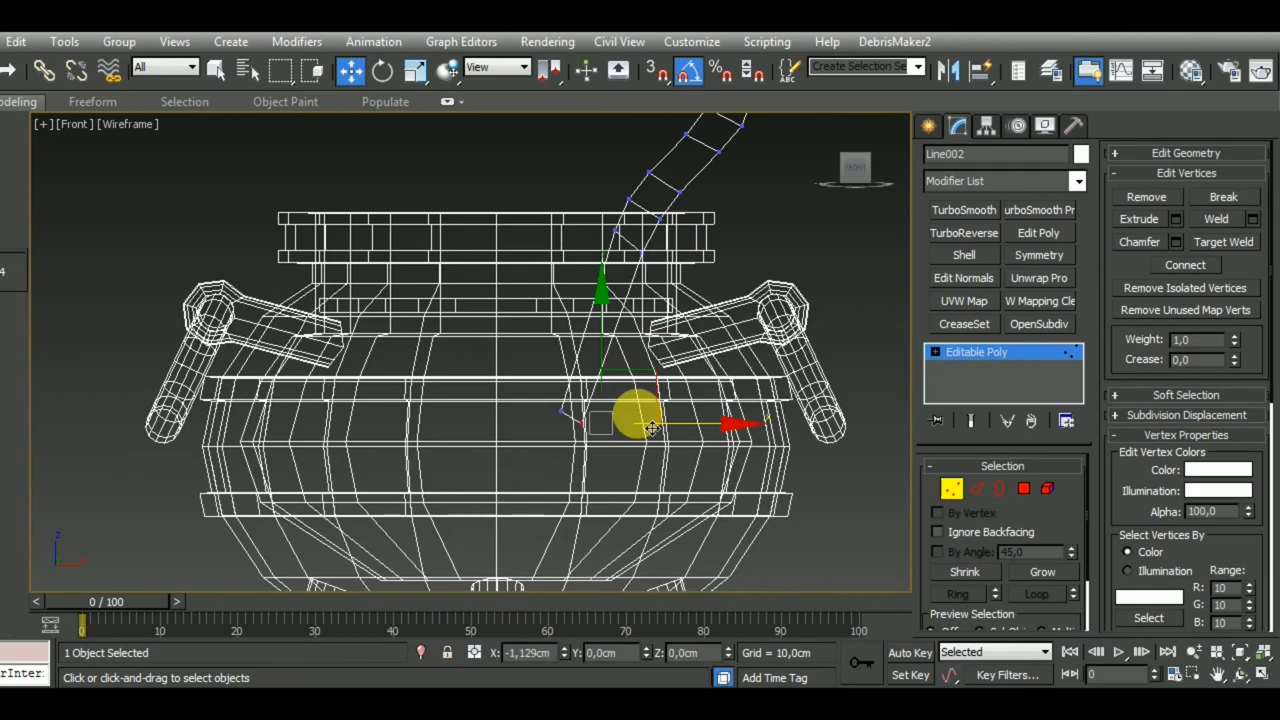 Edit Tools Group Views Create Modifiers Animation Graph Editors Rendering Civil View Customize Scripting Help DebrisMaker2
All View 3 Create Selection Se
odeling Freeform Selection Object Paint Populate
[+] [Front] [Wireframe]
FRONT
Line002
Modifier List
TurboSmooth urboSmooth Pr
TurboReverse Edit Poly
Shell Symmetry
Edit Normals Unwrap Pro
UVW Map W Mapping Cle
CreaseSet OpenSubdiv
Editable Poly
- Selection
By Vertex
Ignore Backfacing
By Angle: 45,0
Shrink Grow
Ring Loop
Preview Selection
+ Edit Geometry
- Edit Vertices
Remove Break
Extrude Weld
Chamfer Target Weld
Connect
Remove Isolated Vertices
Remove Unused Map Verts
Weight: 1,0
Crease: 0,0
+ Soft Selection
+ Subdivision Displacement
- Vertex Properties
Edit Vertex Colors
Color:
Illumination:
Alpha: 100,0
Select Vertices By
Color
Illumination Range:
R: 10
G: 10
Select B: 10
4
z
< 0 / 100 >
0 10 20 30 40 50 60 70 80 90 100
1 Object Selected X: -1,129cm Y: 0,0cm Z: 0,0cm Grid = 10,0cm Auto Key Selected
rInter: Click or click-and-drag to select objects Add Time Tag Set Key Key Filters... 0